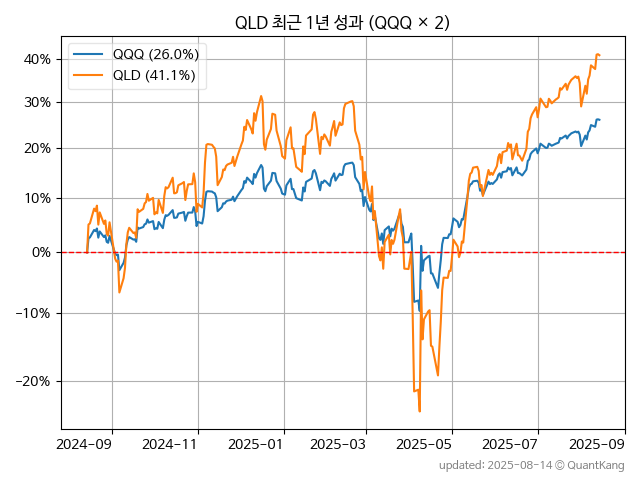 QLD 최근 1년 성과 (QQQ × 2)
QQQ (26.0%)
QLD (41.1%)
40%
30%
20%
10%
0%
−10%
−20%
2024-09 2024-11 2025-01 2025-03 2025-05 2025-07 2025-09
updated: 2025-08-14 © QuantKang